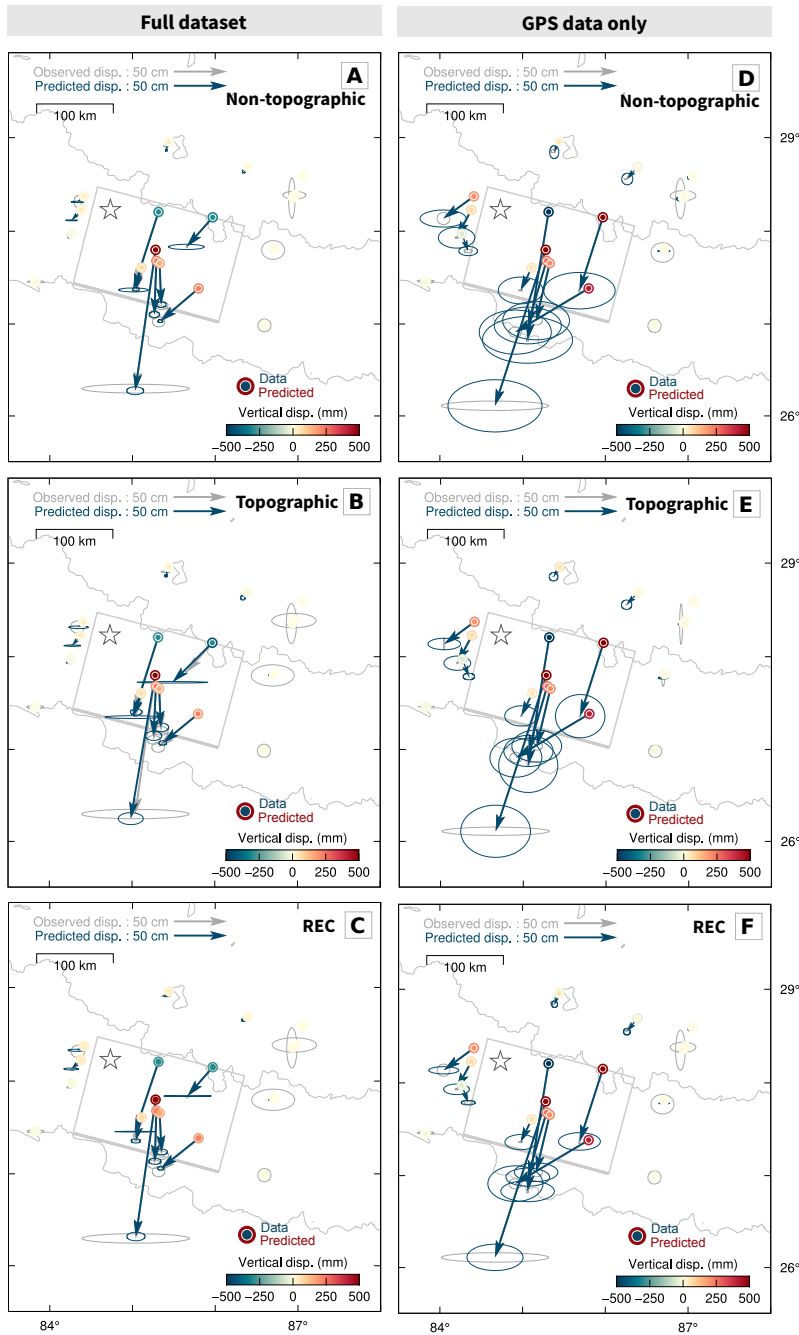 Full dataset
GPS data only
Observed disp. : 50 cm
A
Predicted disp. : 50 cm
Non-topographic
100 km
Data
Predicted
Vertical disp. (mm)
−500 −250 0 250 500
Observed disp. : 50 cm
D
Predicted disp. : 50 cm
Non-topographic
100 km
29°
Data
Predicted
26°
Vertical disp. (mm)
−500 −250 0 250 500
Observed disp. : 50 cm
Topographic B
Predicted disp. : 50 cm
100 km
Data
Predicted
Vertical disp. (mm)
−500 −250 0 250 500
Observed disp. : 50 cm
Topographic E
Predicted disp. : 50 cm
100 km
29°
Data
Predicted
26°
Vertical disp. (mm)
−500 −250 0 250 500
Observed disp. : 50 cm
REC C
Predicted disp. : 50 cm
100 km
Data
Predicted
Vertical disp. (mm)
−500 −250 0 250 500
84° 87°
Observed disp. : 50 cm
REC F
Predicted disp. : 50 cm
100 km
29°
Data
Predicted
26°
Vertical disp. (mm)
−500 −250 0 250 500
84° 87°